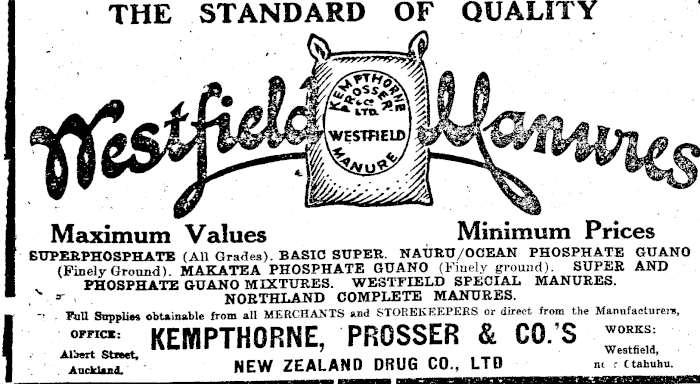 THE STANDARD OF QUALITY
Westfield Manures
KEMPTHORNE
PROSSER
& CO
LTD.
WESTFIELD
MANURE
Maximum Values
Minimum Prices
SUPERPHOSPHATE (All Grades). BASIC SUPER. NAURU/OCEAN PHOSPHATE GUANO
(Finely Ground). MAKATEA PHOSPHATE GUANO (Finely ground). SUPER AND
PHOSPHATE GUANO MIXTURES. WESTFIELD SPECIAL MANURES.
NORTHLAND COMPLETE MANURES.
Full Supplies obtainable from all MERCHANTS and STOREKEEPERS or direct from the Manufacturers,
OFFICE:
Albert Street,
Auckland.
KEMPTHORNE, PROSSER & CO.'S
NEW ZEALAND DRUG CO., LTD
WORKS:
Westfield,
Otahuhu.